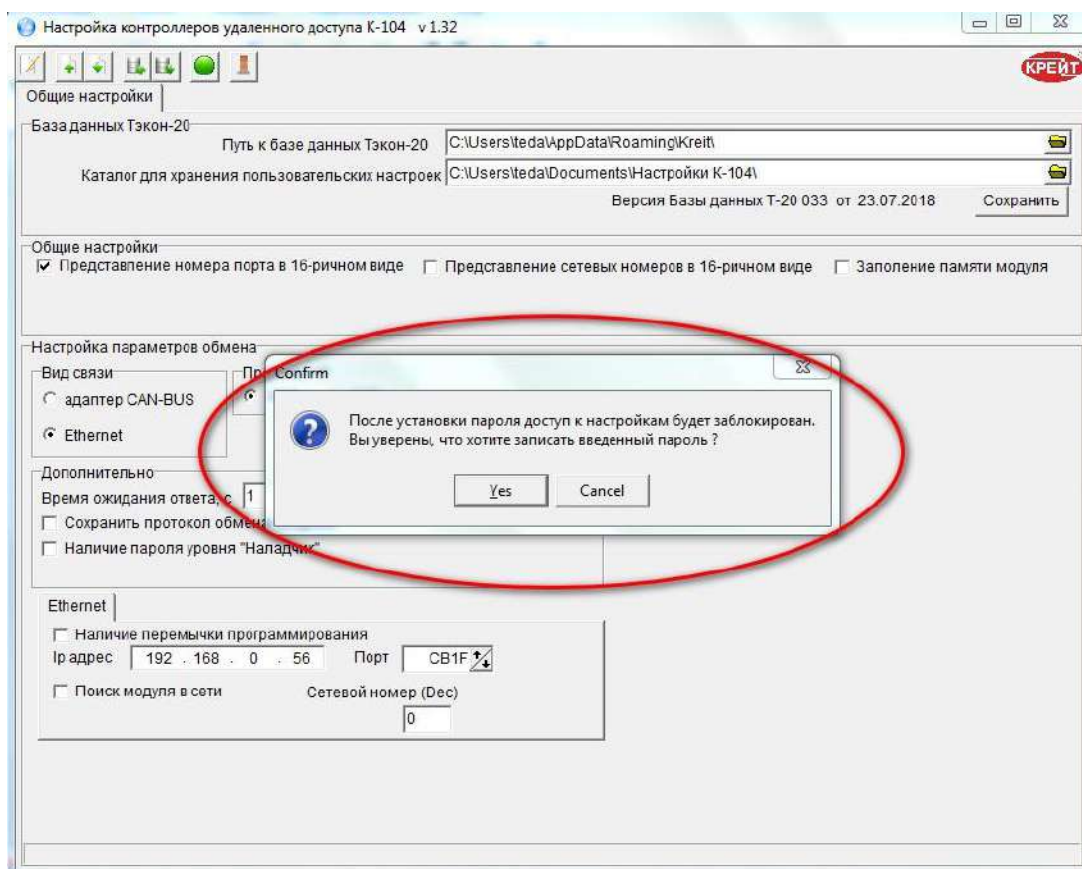 Настройка контроллеров удаленного доступа К-104 v 1.32
КРЕЙТ
Общие настройки
База данных Тэкон-20
Путь к базе данных Тэкон-20 C:\Users\teda\AppData\Roaming\Kreit\
Каталог для хранения пользовательских настроек C:\Users\teda\Documents\Настройки К-104\
Версия Базы данных Т-20 033 от 23.07.2018 Сохранить
Общие настройки
Представление номера порта в 16-ричном виде Представление сетевых номеров в 16-ричном виде Заполение памяти модуля
Настройка параметров обмена
Вид связи
адаптер CAN-BUS
Ethernet
Confirm
После установки пароля доступ к настройкам будет заблокирован.
Вы уверены, что хотите записать введенный пароль ?
Yes Cancel
Дополнительно
Время ожидания ответа, с 1
Сохранить протокол обмена
Наличие пароля уровня "Наладчик"
Ethernet
Наличие перемычки программирования
Ip адрес 192 . 168 . 0 . 56 Порт CB1F
Поиск модуля в сети Сетевой номер (Dec)
0